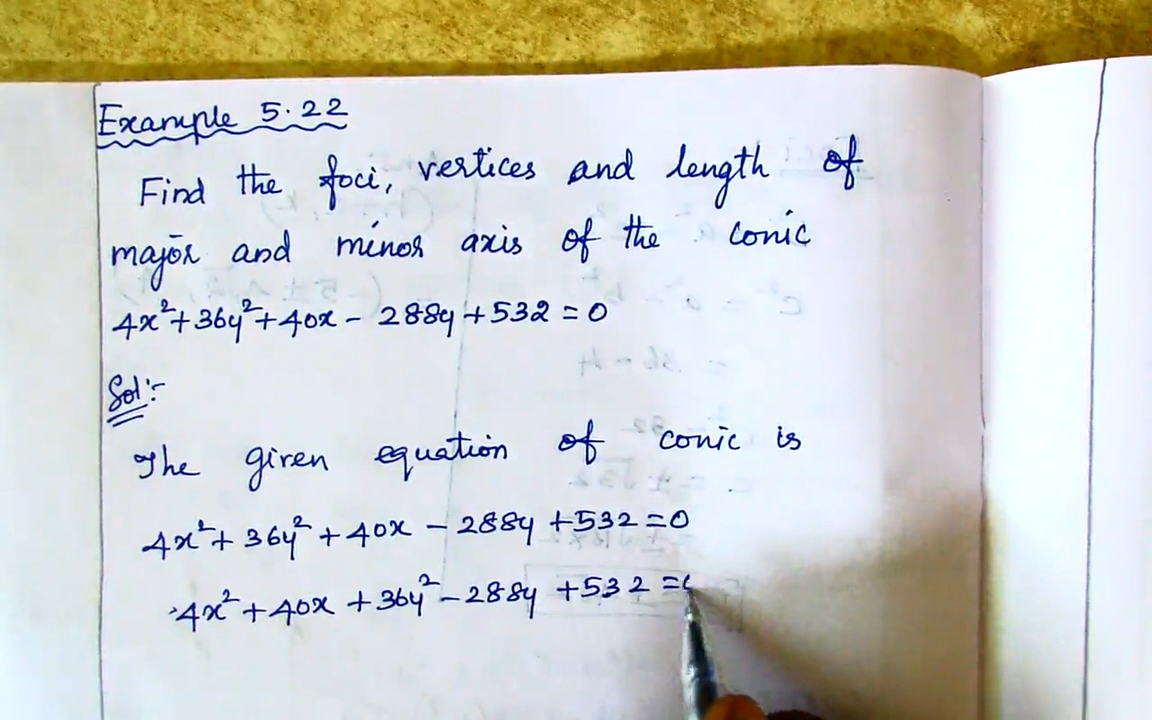 Example 5.22
Find the foci, vertices and length of
major and minor axis of the conic
4x²+36y²+40x - 288y+532=0
Sol:-
The given equation of conic is
4x²+36y²+40x-288y+532=0
4x²+40x+36y²-288y+532=0